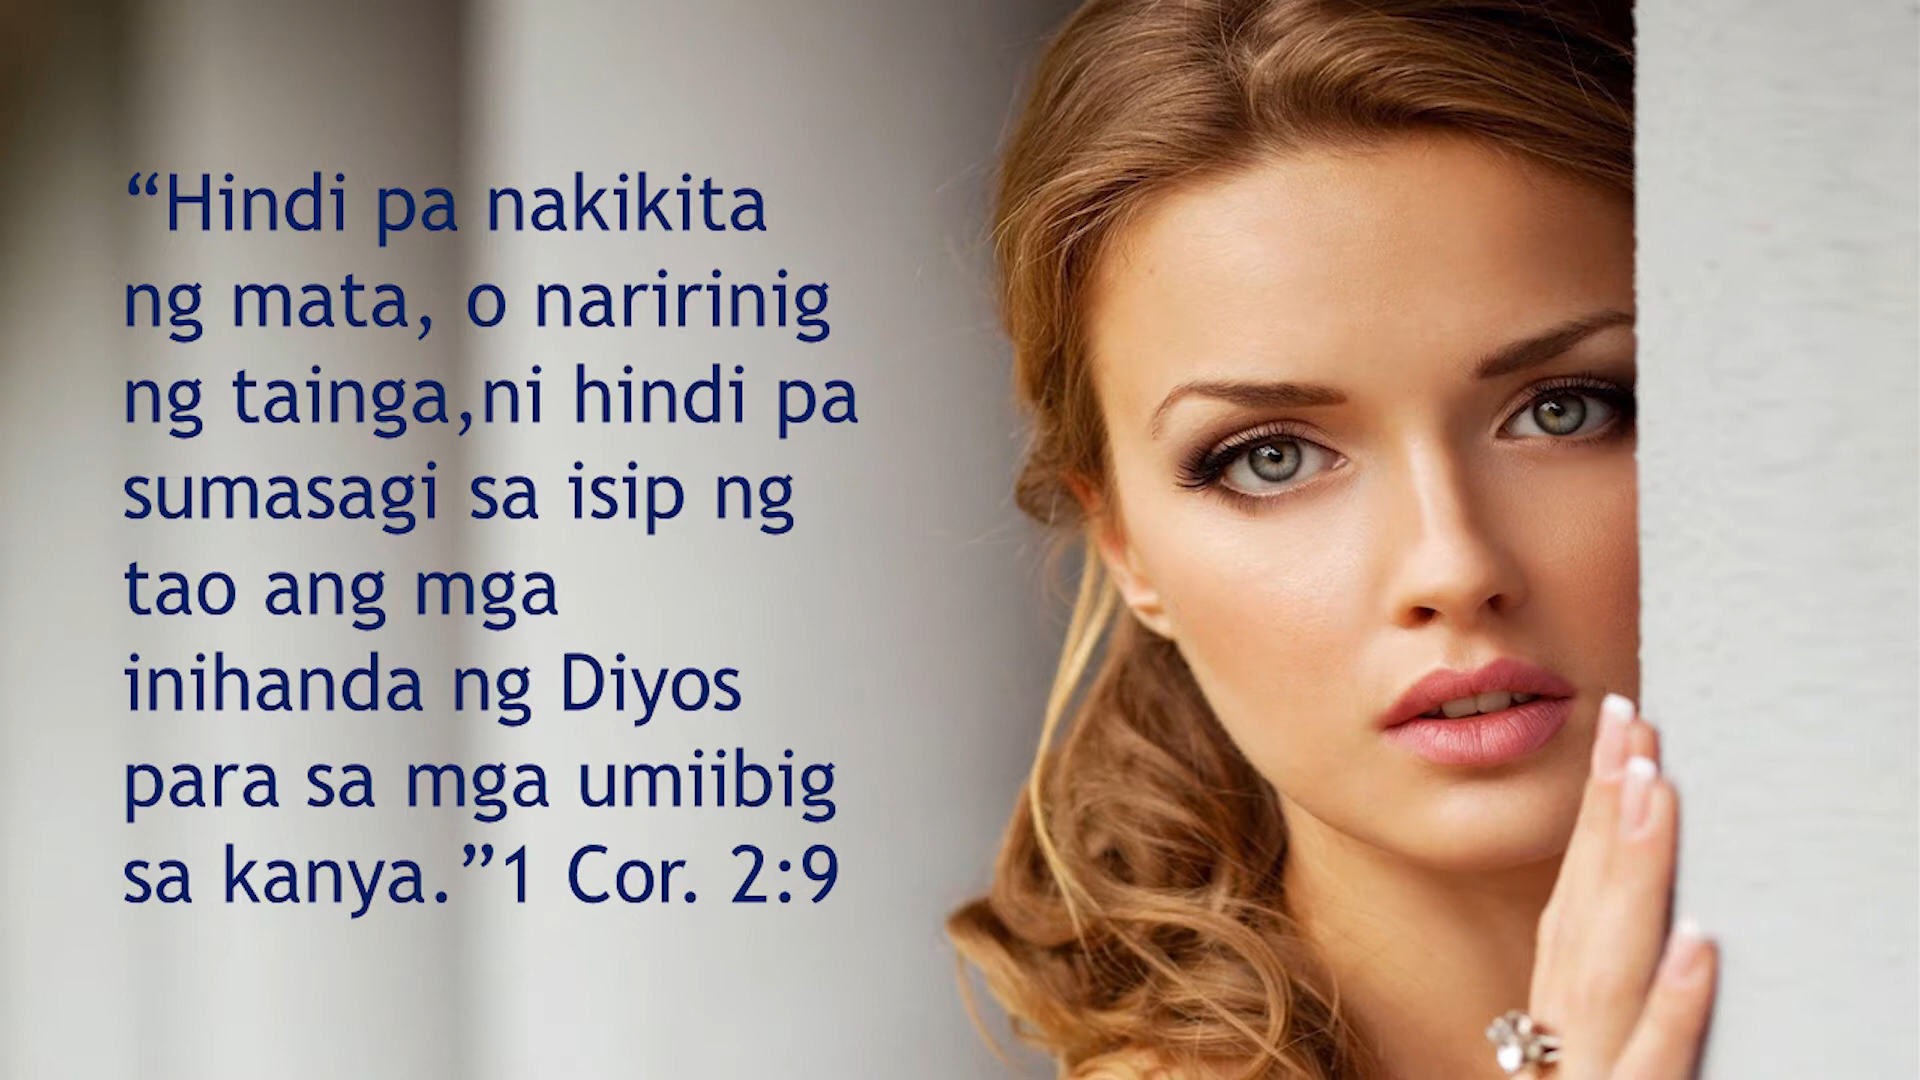 “Hindi pa nakikita
ng mata, o naririnig
ng tainga,ni hindi pa
sumasagi sa isip ng
tao ang mga
inihanda ng Diyos
para sa mga umiibig
sa kanya.”1 Cor. 2:9